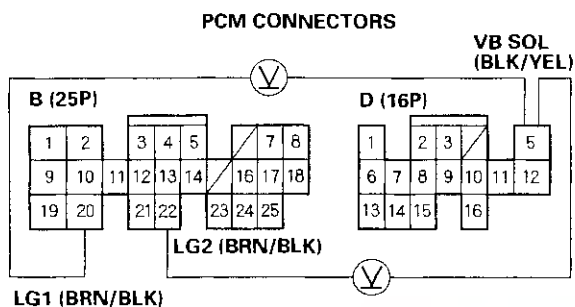 PCM CONNECTORS
VB SOL
(BLK/YEL)
B (25P)
D (16P)
V
1 2 3 4 5 7 8
9 10 11 12 13 14 16 17 18
19 20 21 22 23 24 25
1 2 3 5
6 7 8 9 10 11 12
13 14 15 16
LG2 (BRN/BLK)
V
LG1 (BRN/BLK)